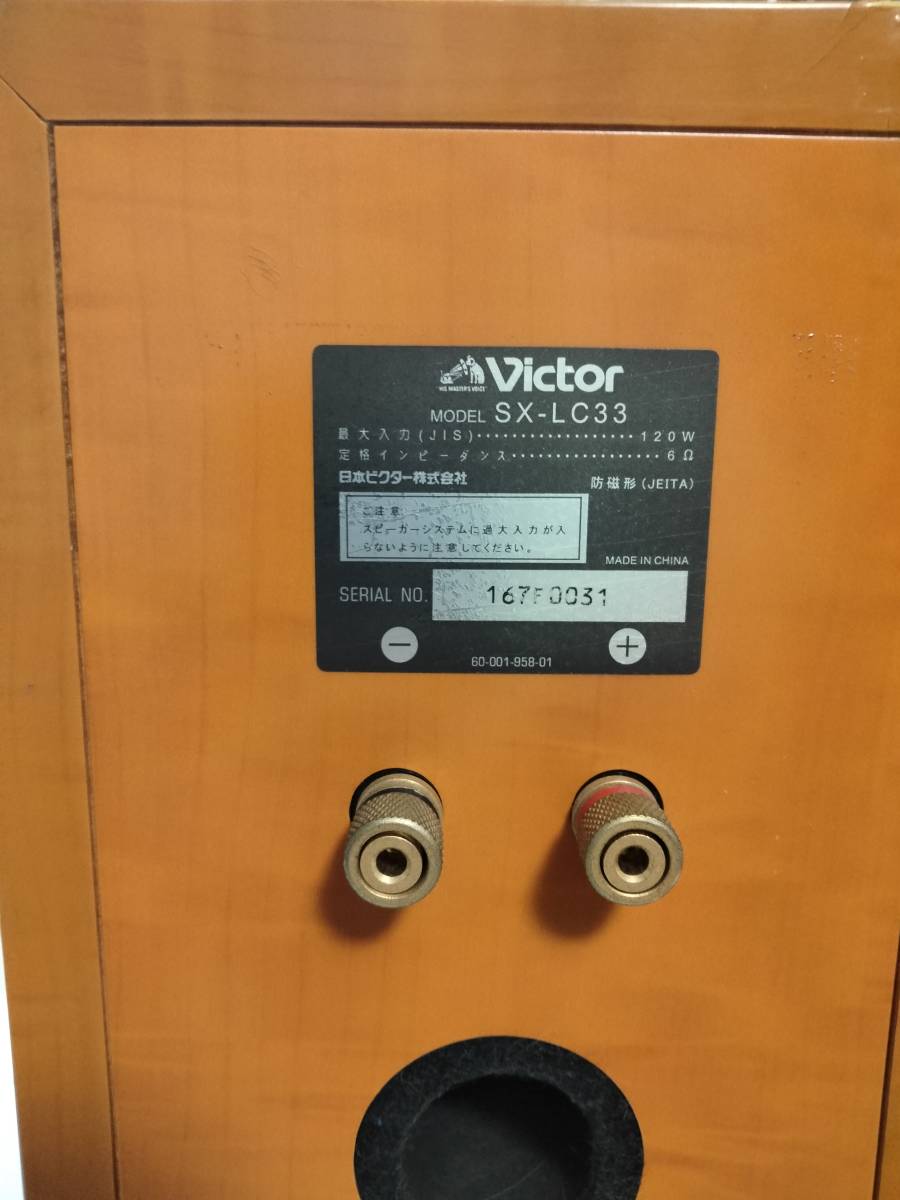 Victor
"HIS MASTER'S VOICE"
MODEL SX-LC33
最大入力(JIS)・・・・・・・・・・・・・・・・・・120W
定格インピーダンス・・・・・・・・・・・・・・・・・6Ω
日本ビクター株式会社 防磁形(JEITA)
ご注意
スピーカーシステムに過大入力が入
らないように注意してください。
MADE IN CHINA
SERIAL NO. 167F0031
− +
60-001-958-01